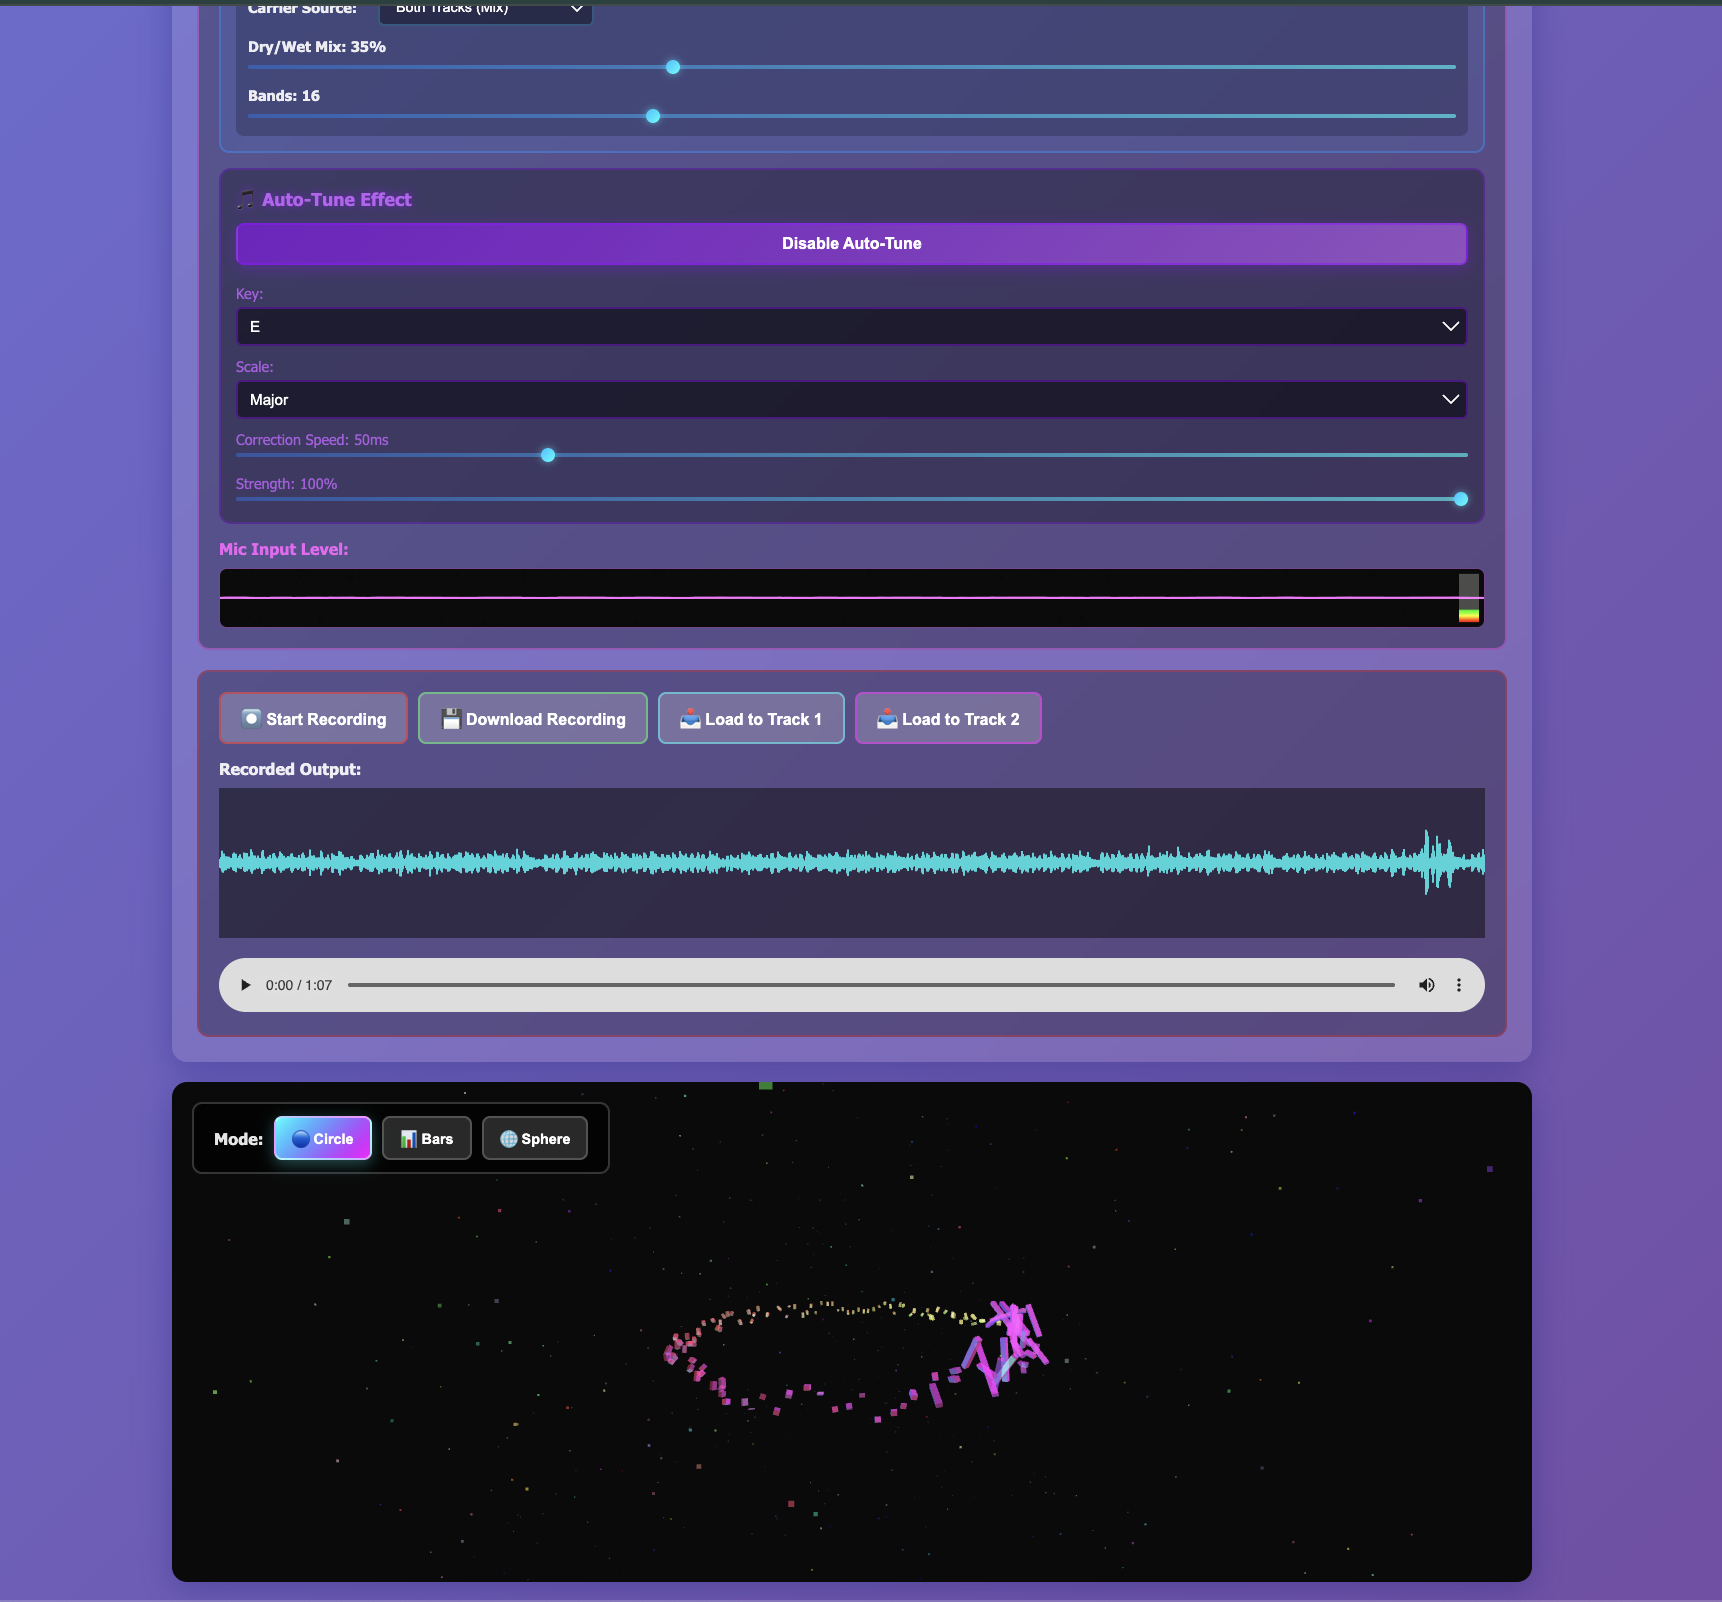 Carrier Source: Both Tracks (Mix)
Dry/Wet Mix: 35%
Bands: 16
Auto-Tune Effect
Disable Auto-Tune
Key:
E
Scale:
Major
Correction Speed: 50ms
Strength: 100%
Mic Input Level:
Start Recording Download Recording Load to Track 1 Load to Track 2
Recorded Output:
0:00 / 1:07
Mode: Circle Bars Sphere